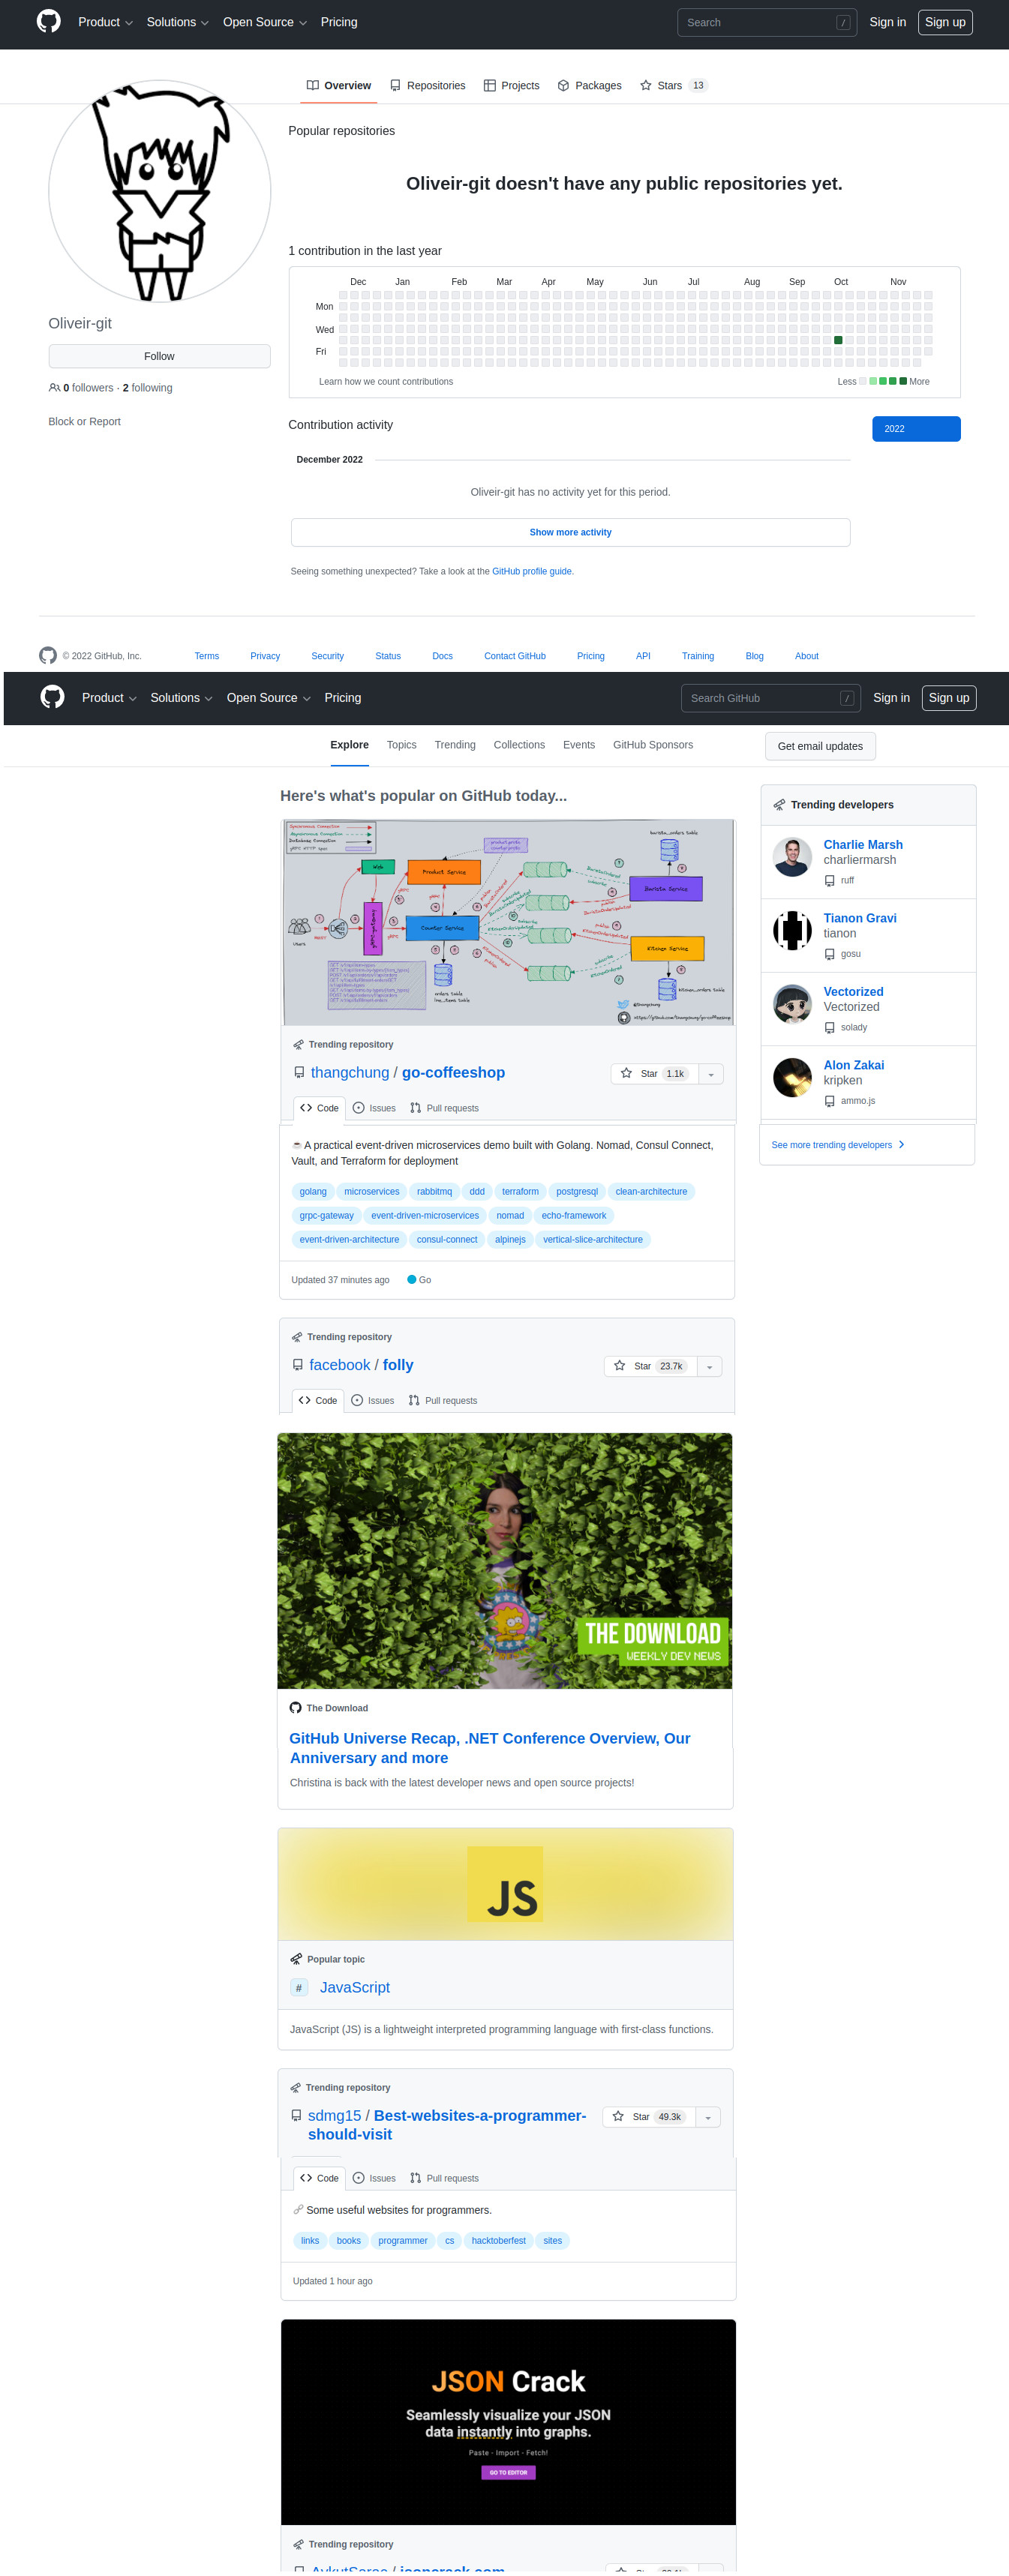 Product Solutions Open Source Pricing Search / Sign in Sign up
Overview Repositories Projects Packages Stars 13
Popular repositories
Oliveir-git doesn't have any public repositories yet.
1 contribution in the last year
Dec Jan Feb Mar Apr May Jun Jul Aug Sep Oct Nov
Mon
Wed
Fri
Learn how we count contributions Less More
Oliveir-git
Follow
0 followers · 2 following
Block or Report
Contribution activity
2022
December 2022
Oliveir-git has no activity yet for this period.
Show more activity
Seeing something unexpected? Take a look at the GitHub profile guide.
© 2022 GitHub, Inc. Terms Privacy Security Status Docs Contact GitHub Pricing API Training Blog About
Product Solutions Open Source Pricing Search GitHub / Sign in Sign up
Explore Topics Trending Collections Events GitHub Sponsors Get email updates
Here's what's popular on GitHub today...
Web
Product Service
Counter Service
Barista Service
Kitchen Service
Users
Trending repository
thangchung / go-coffeeshop
Star 1.1k
Code Issues Pull requests
A practical event-driven microservices demo built with Golang. Nomad, Consul Connect,
Vault, and Terraform for deployment
golang microservices rabbitmq ddd terraform postgresql clean-architecture
grpc-gateway event-driven-microservices nomad echo-framework
event-driven-architecture consul-connect alpinejs vertical-slice-architecture
Updated 37 minutes ago Go
Trending developers
Charlie Marsh
charliermarsh
ruff
Tianon Gravi
tianon
gosu
Vectorized
Vectorized
solady
Alon Zakai
kripken
ammo.js
See more trending developers
Trending repository
facebook / folly
Star 23.7k
Code Issues Pull requests
THE DOWNLOAD
WEEKLY DEV NEWS
The Download
GitHub Universe Recap, .NET Conference Overview, Our
Anniversary and more
Christina is back with the latest developer news and open source projects!
JS
Popular topic
# JavaScript
JavaScript (JS) is a lightweight interpreted programming language with first-class functions.
Trending repository
sdmg15 / Best-websites-a-programmer-
should-visit
Star 49.3k
Code Issues Pull requests
Some useful websites for programmers.
links books programmer cs hacktoberfest sites
Updated 1 hour ago
JSON Crack
Seamlessly visualize your JSON
data instantly into graphs.
Paste - Import - Fetch!
GO TO EDITOR
Trending repository
AykutSarac / jsoncrack.com